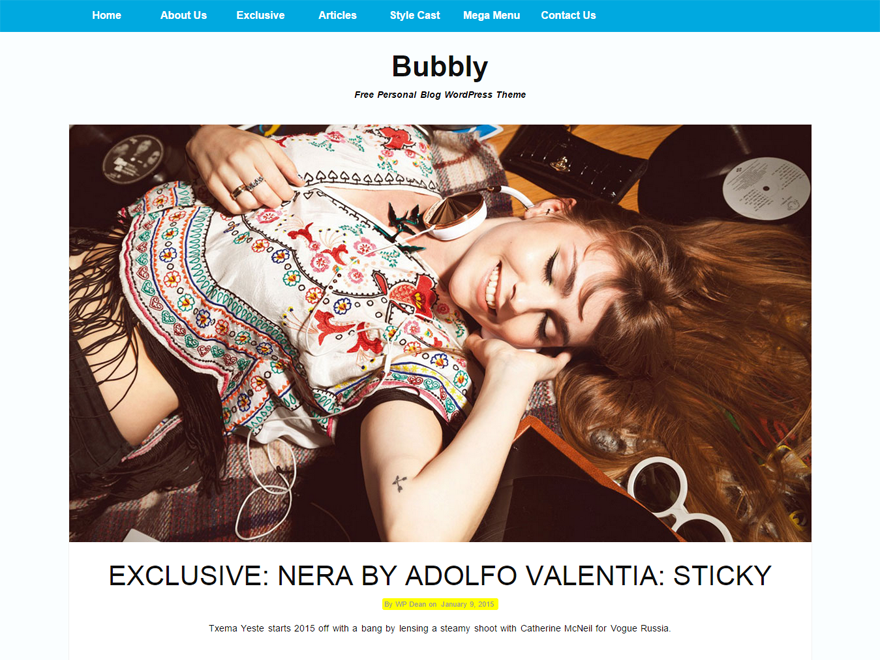 Home About Us Exclusive Articles Style Cast Mega Menu Contact Us
Bubbly
Free Personal Blog WordPress Theme
EXCLUSIVE: NERA BY ADOLFO VALENTIA: STICKY
By WP Dean on January 9, 2015
Txema Yeste starts 2015 off with a bang by lensing a steamy shoot with Catherine McNeil for Vogue Russia.